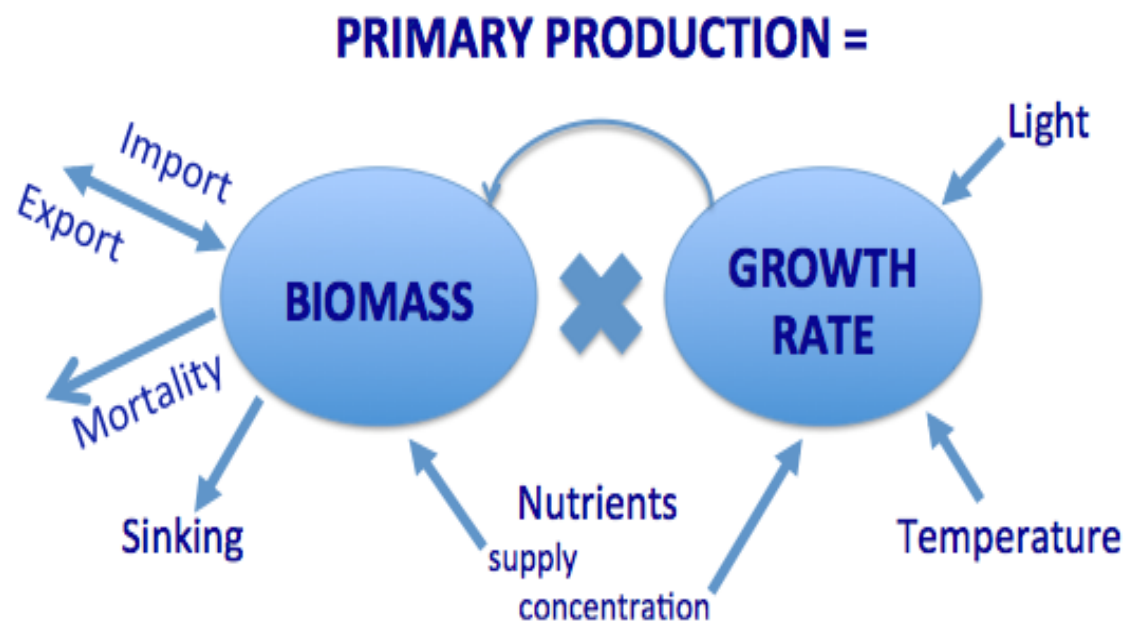 PRIMARY PRODUCTION =
Light
Import
Export
BIOMASS
GROWTH
RATE
Mortality
Sinking
Nutrients
supply
concentration
Temperature